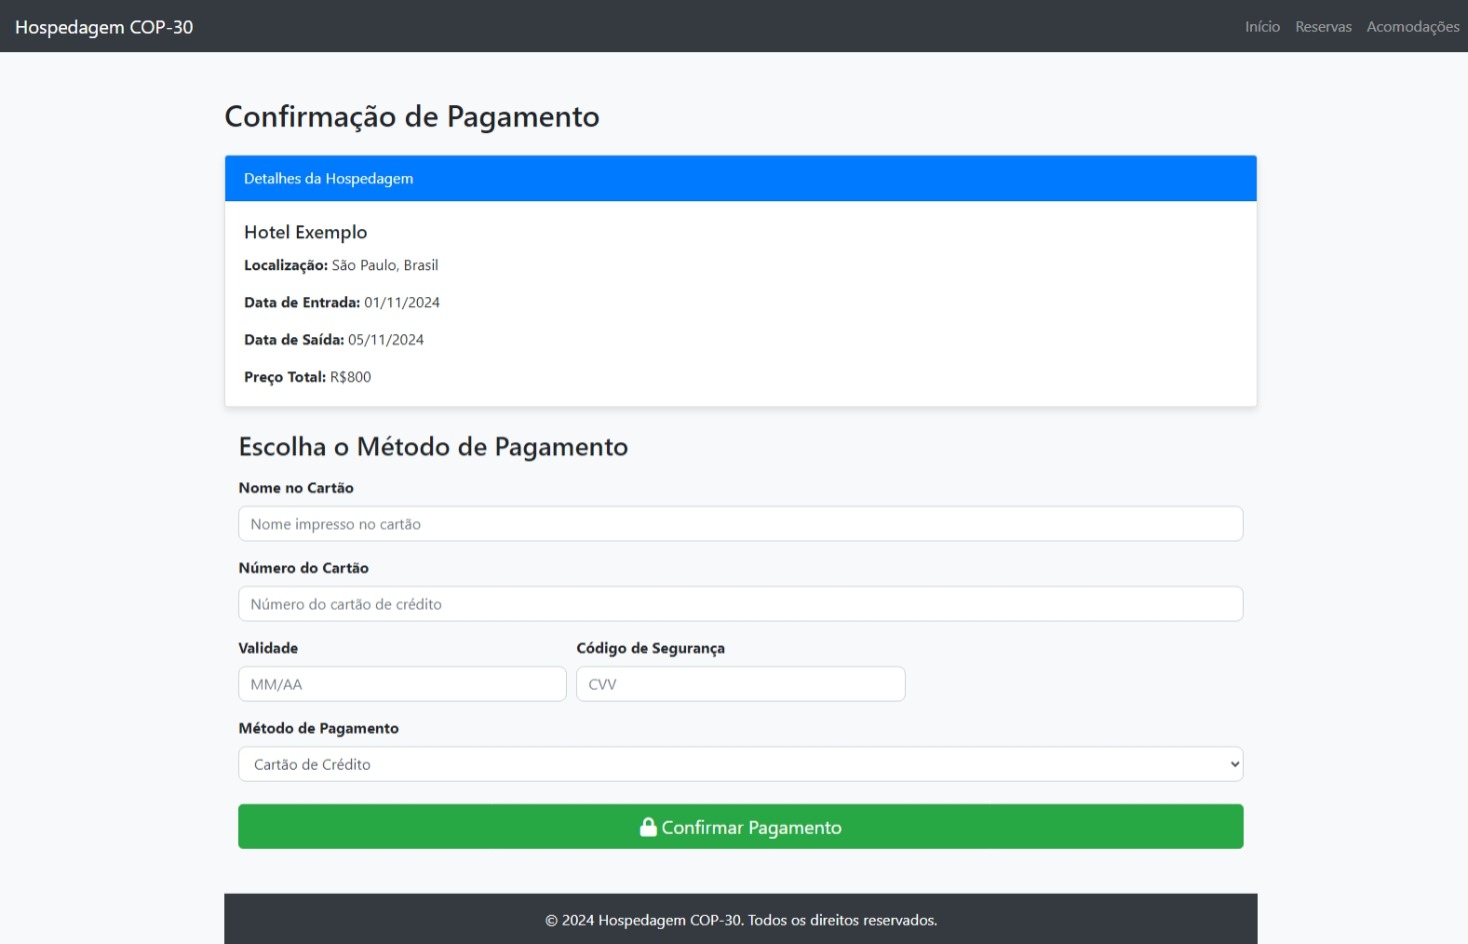 Hospedagem COP-30
Início Reservas Acomodações
Confirmação de Pagamento
Detalhes da Hospedagem
Hotel Exemplo
Localização: São Paulo, Brasil
Data de Entrada: 01/11/2024
Data de Saída: 05/11/2024
Preço Total: R$800
Escolha o Método de Pagamento
Nome no Cartão
Nome impresso no cartão
Número do Cartão
Número do cartão de crédito
Validade Código de Segurança
MM/AA CVV
Método de Pagamento
Cartão de Crédito
Confirmar Pagamento
© 2024 Hospedagem COP-30. Todos os direitos reservados.